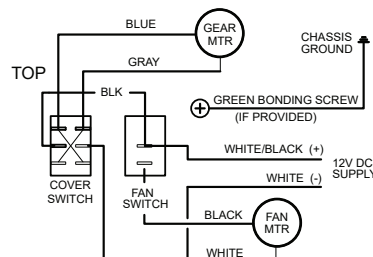 BLUE
GEAR
MTR
CHASSIS
GROUND
GRAY
TOP
BLK
GREEN BONDING SCREW
(IF PROVIDED)
WHITE/BLACK (+)
12V DC
SUPPLY
WHITE (-)
COVER
SWITCH
FAN
SWITCH
BLACK
FAN
MTR
WHITE